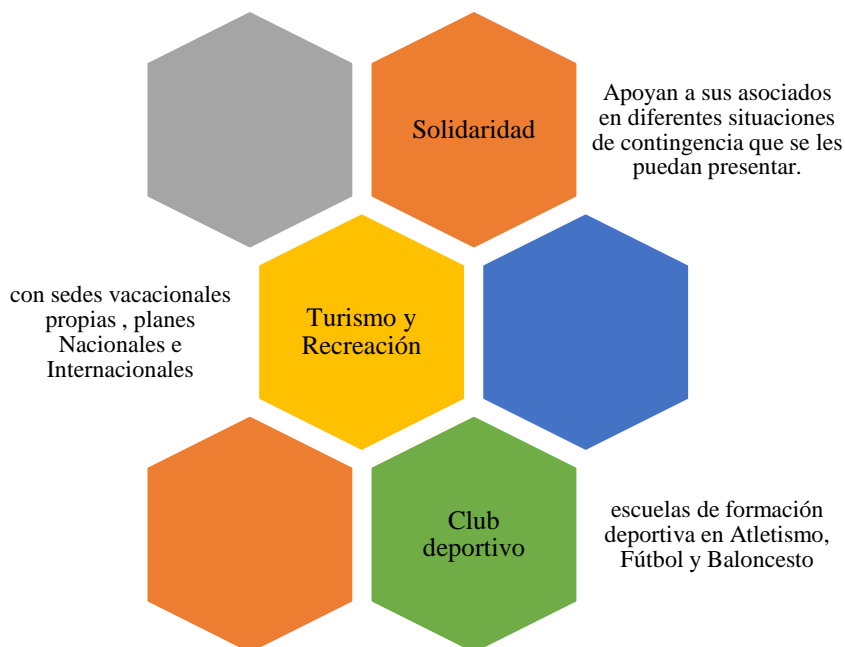 Solidaridad
Apoyan a sus asociados
en diferentes situaciones
de contingencia que se les
puedan presentar.
con sedes vacacionales
propias , planes
Nacionales e
Internacionales
Turismo y
Recreación
Club
deportivo
escuelas de formación
deportiva en Atletismo,
Fútbol y Baloncesto